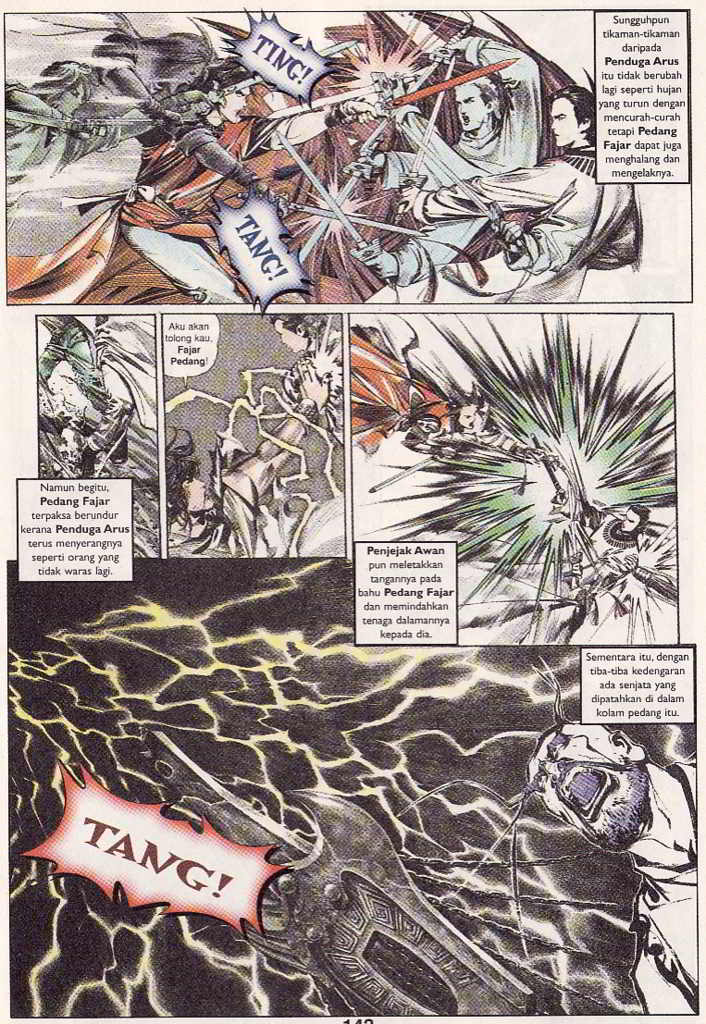 TING!
Sungguhpun
tikaman-tikaman
daripada
Penduga Arus
itu tidak berubah
lagi seperti hujan
yang turun dengan
mencurah-curah
tetapi Pedang
Fajar dapat juga
menghalang dan
mengelaknya.
TANG!
Namun begitu,
Pedang Fajar
terpaksa berundur
kerana Penduga Arus
terus menyerangnya
seperti orang yang
tidak waras lagi.
Aku akan
tolong kau,
Fajar
Pedang!
Penjejak Awan
pun meletakkan
tangannya pada
bahu Pedang Fajar
dan memindahkan
tenaga dalamannya
kepada dia.
Sementara itu, dengan
tiba-tiba kedengaran
ada senjata yang
dipatahkan di dalam
kolam pedang itu.
TANG!